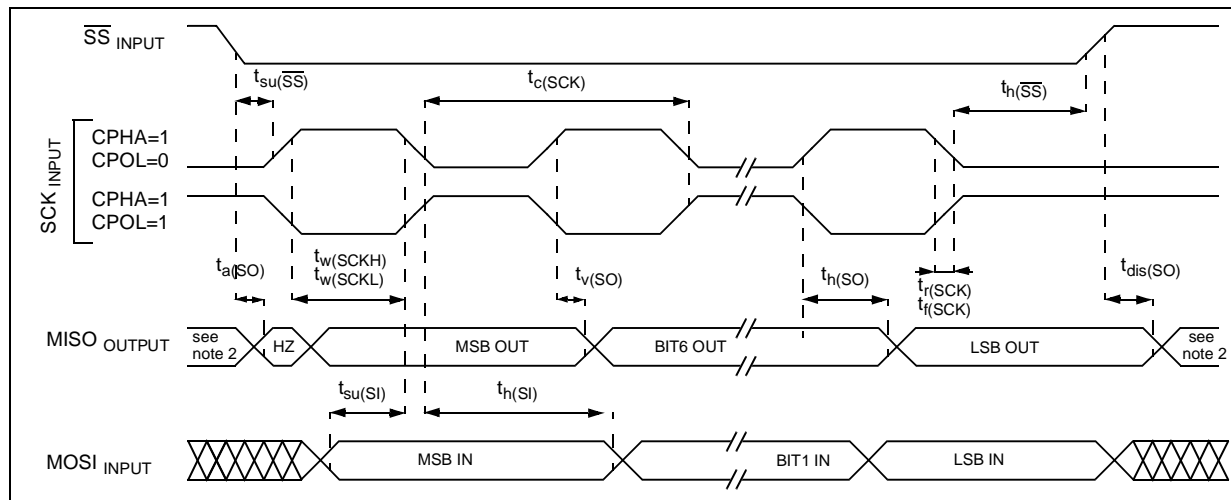 SS INPUT
tsu(SS)
tc(SCK)
th(SS)
SCK INPUT
CPHA=1
CPOL=0
CPHA=1
CPOL=1
ta(SO)
tw(SCKH)
tw(SCKL)
tv(SO)
th(SO)
tr(SCK)
tf(SCK)
tdis(SO)
MISO OUTPUT
see
note 2
HZ
MSB OUT
BIT6 OUT
LSB OUT
see
note 2
tsu(SI)
th(SI)
MOSI INPUT
MSB IN
BIT1 IN
LSB IN